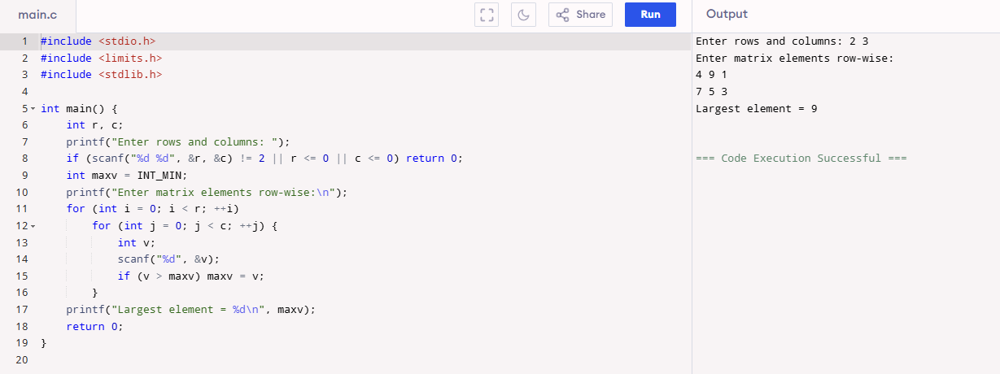 main.c
Share
Run
Output
1 #include <stdio.h>
2 #include <limits.h>
3 #include <stdlib.h>
4
5 int main() {
6     int r, c;
7     printf("Enter rows and columns: ");
8     if (scanf("%d %d", &r, &c) != 2 || r <= 0 || c <= 0) return 0;
9     int maxv = INT_MIN;
10     printf("Enter matrix elements row-wise:\n");
11     for (int i = 0; i < r; ++i)
12         for (int j = 0; j < c; ++j) {
13             int v;
14             scanf("%d", &v);
15             if (v > maxv) maxv = v;
16         }
17     printf("Largest element = %d\n", maxv);
18     return 0;
19 }
20
Enter rows and columns: 2 3
Enter matrix elements row-wise:
4 9 1
7 5 3
Largest element = 9
=== Code Execution Successful ===